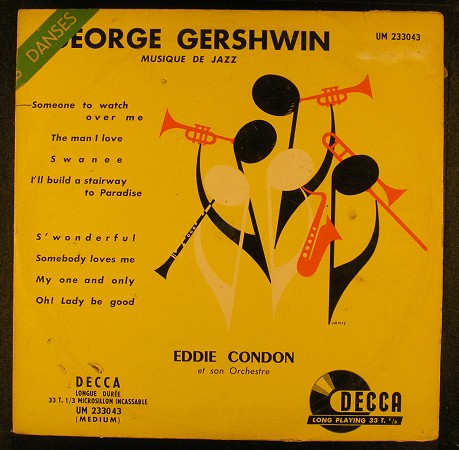 DANSES
GEORGE GERSHWIN
UM 233043
MUSIQUE DE JAZZ
Someone to watch
over me
The man I love
Swanee
I'll build a stairway
to Paradise
S'wonderful
Somebody loves me
My one and only
Oh! Lady be good
EDDIE CONDON
et son Orchestre
DECCA
LONGUE DURÉE
33 T. 1/3 MICROSILLON INCASSABLE
UM 233043
(MEDIUM)
DECCA
LONG PLAYING 33 T. 1/3